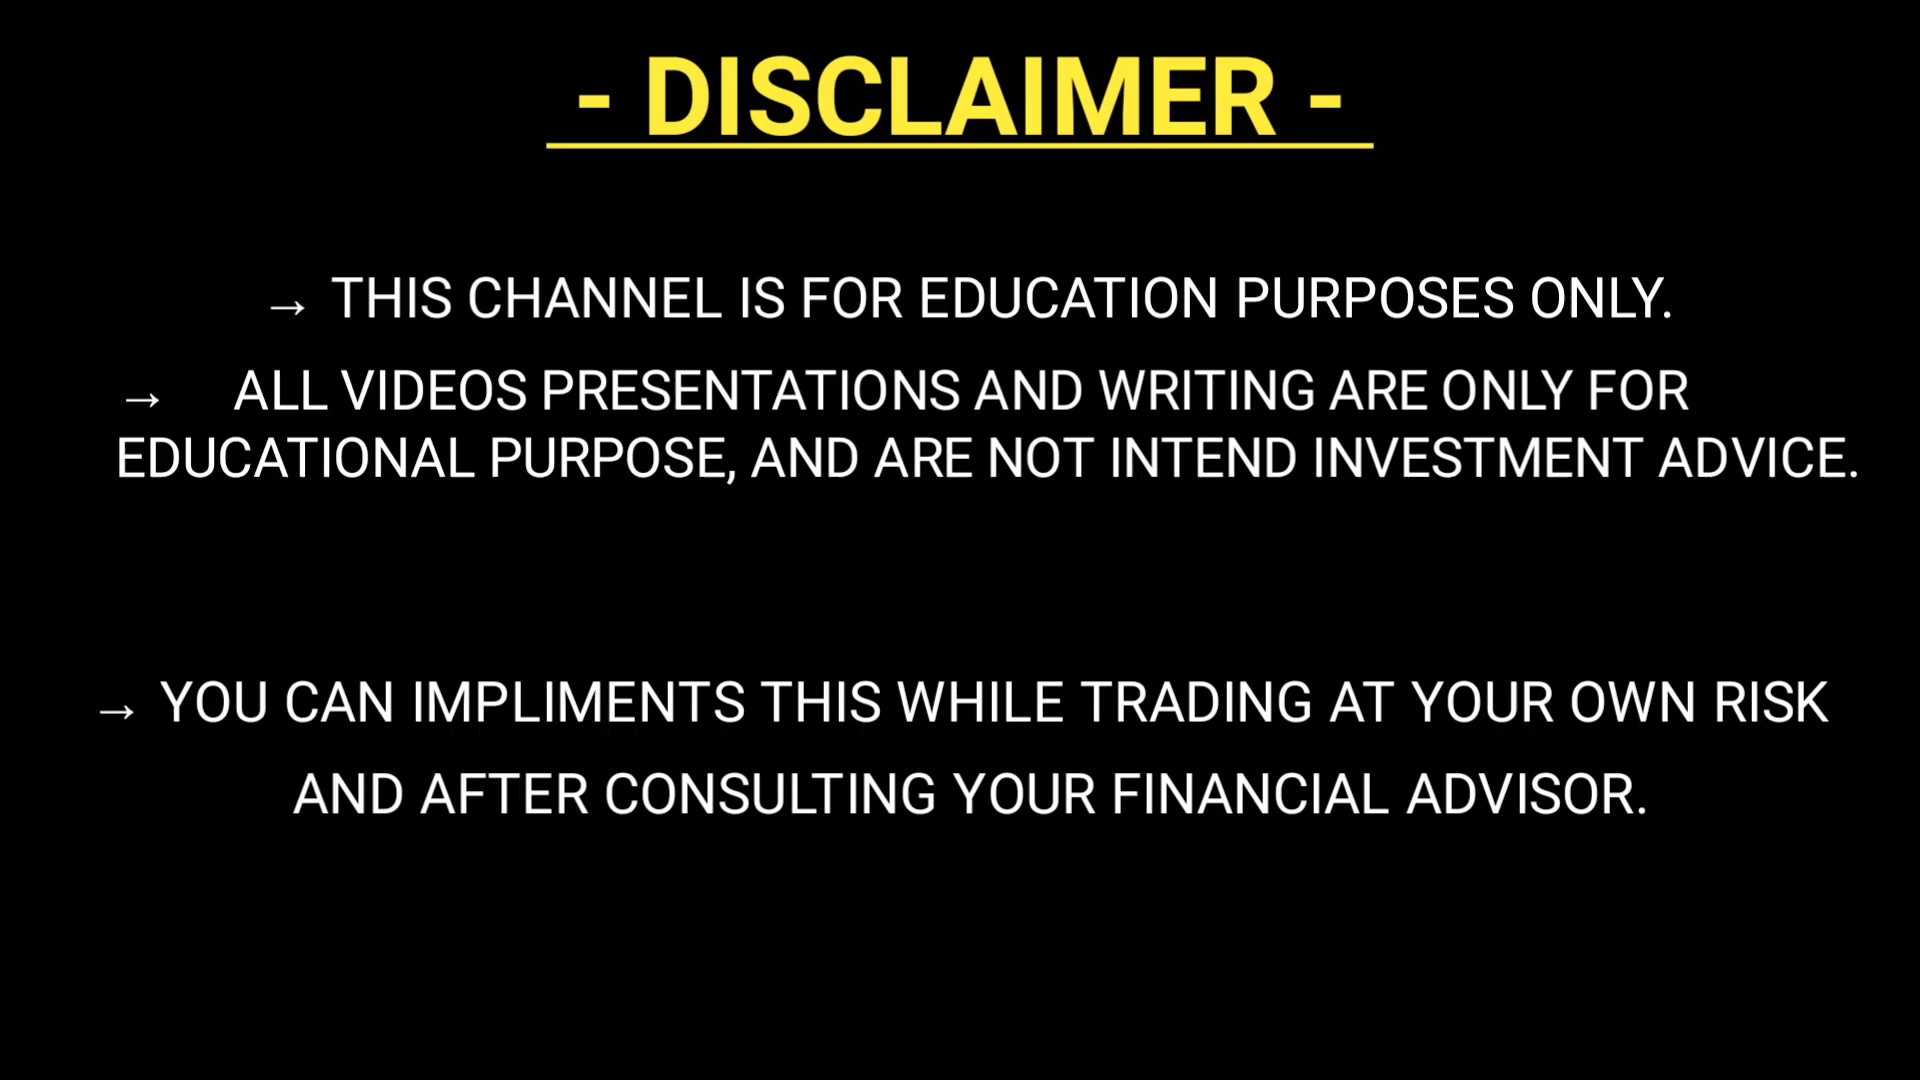 - DISCLAIMER -
→ THIS CHANNEL IS FOR EDUCATION PURPOSES ONLY.
→ ALL VIDEOS PRESENTATIONS AND WRITING ARE ONLY FOR
EDUCATIONAL PURPOSE, AND ARE NOT INTEND INVESTMENT ADVICE.
→ YOU CAN IMPLIMENTS THIS WHILE TRADING AT YOUR OWN RISK
AND AFTER CONSULTING YOUR FINANCIAL ADVISOR.